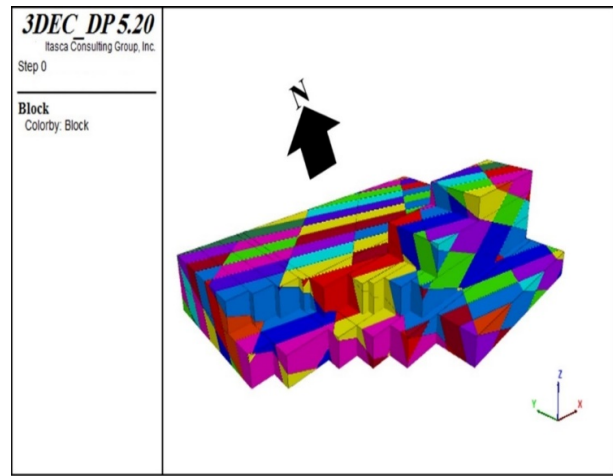 3DEC_DP 5.20
Itasca Consulting Group, Inc.
Step 0
Block
Colorby: Block
N
Z
Y
X